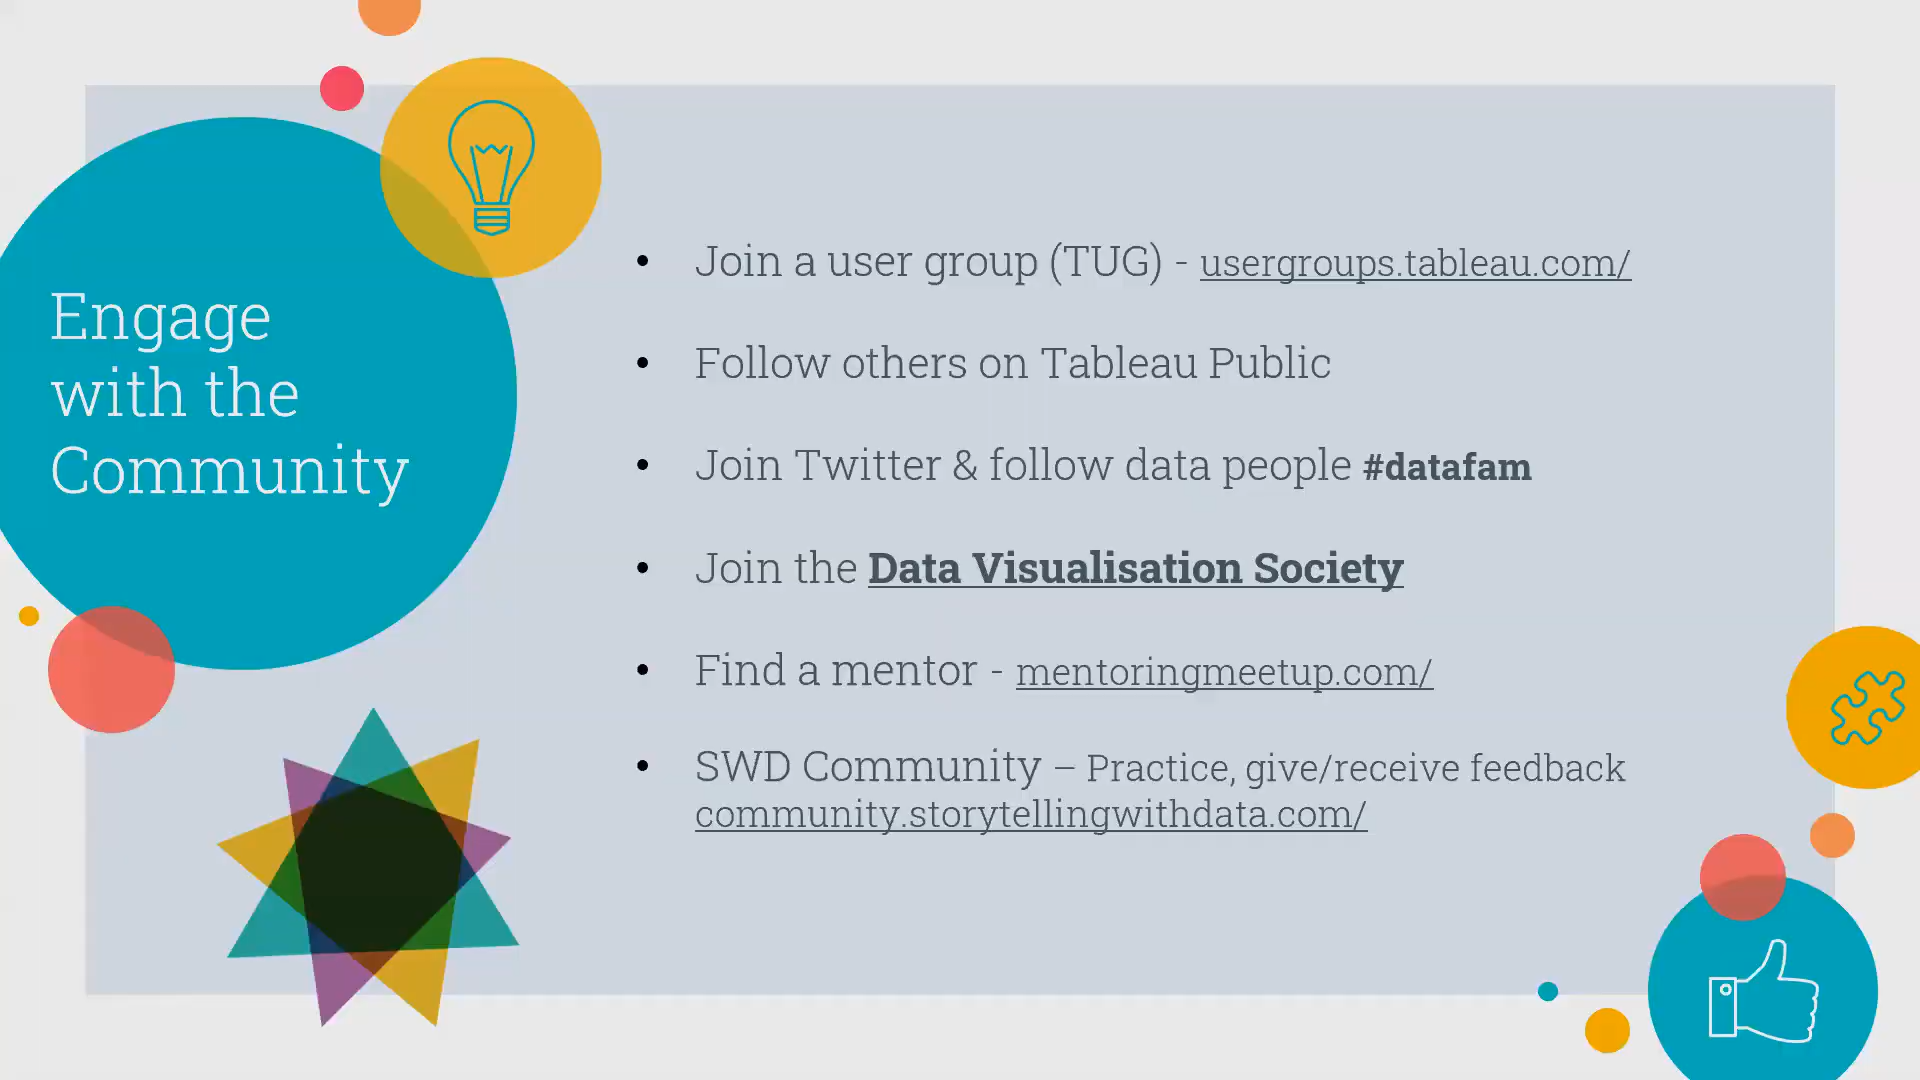 Engage
with the
Community
• Join a user group (TUG) - usergroups.tableau.com/
• Follow others on Tableau Public
• Join Twitter & follow data people #datafam
• Join the Data Visualisation Society
• Find a mentor - mentoringmeetup.com/
• SWD Community – Practice, give/receive feedback
community.storytellingwithdata.com/